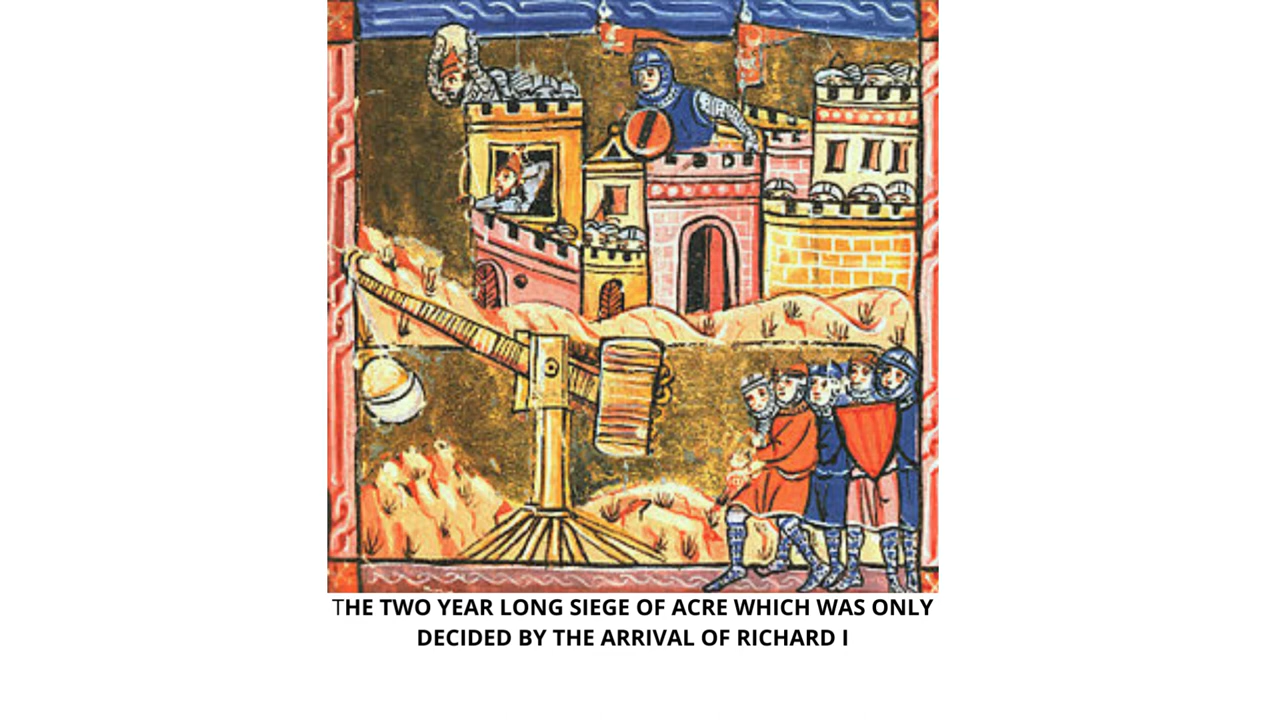 THE TWO YEAR LONG SIEGE OF ACRE WHICH WAS ONLY
DECIDED BY THE ARRIVAL OF RICHARD I